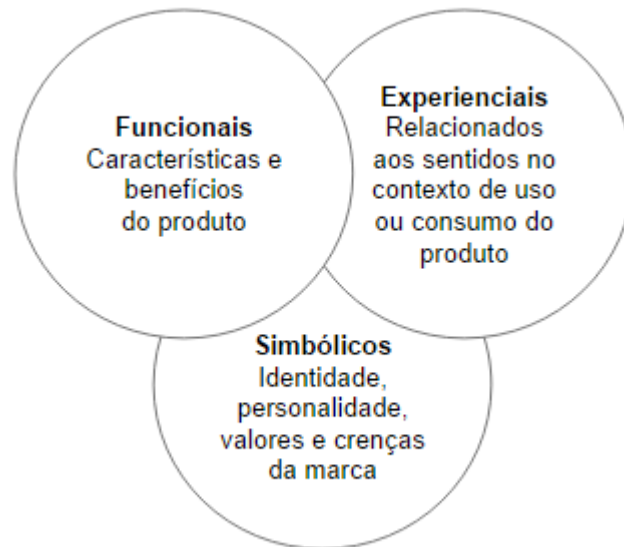 Funcionais
Características e
benefícios
do produto
Experienciais
Relacionados
aos sentidos no
contexto de uso
ou consumo do
produto
Simbólicos
Identidade,
personalidade,
valores e crenças
da marca